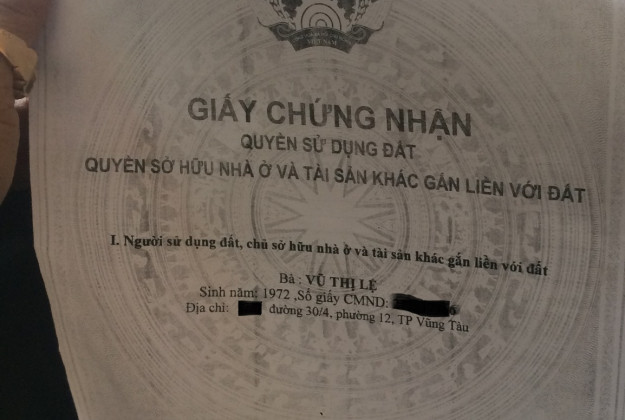 VIỆT NAM
GIẤY CHỨNG NHẬN
QUYỀN SỬ DỤNG ĐẤT
QUYỀN SỞ HỮU NHÀ Ở VÀ TÀI SẢN KHÁC GẮN LIỀN VỚI ĐẤT
I. Người sử dụng đất, chủ sở hữu nhà ở và tài sản khác gắn liền với đất
Bà : VŨ THỊ LỆ
Sinh năm: 1972 ,Số giấy CMND:
Địa chỉ: đường 30/4, phường 12, TP Vũng Tàu